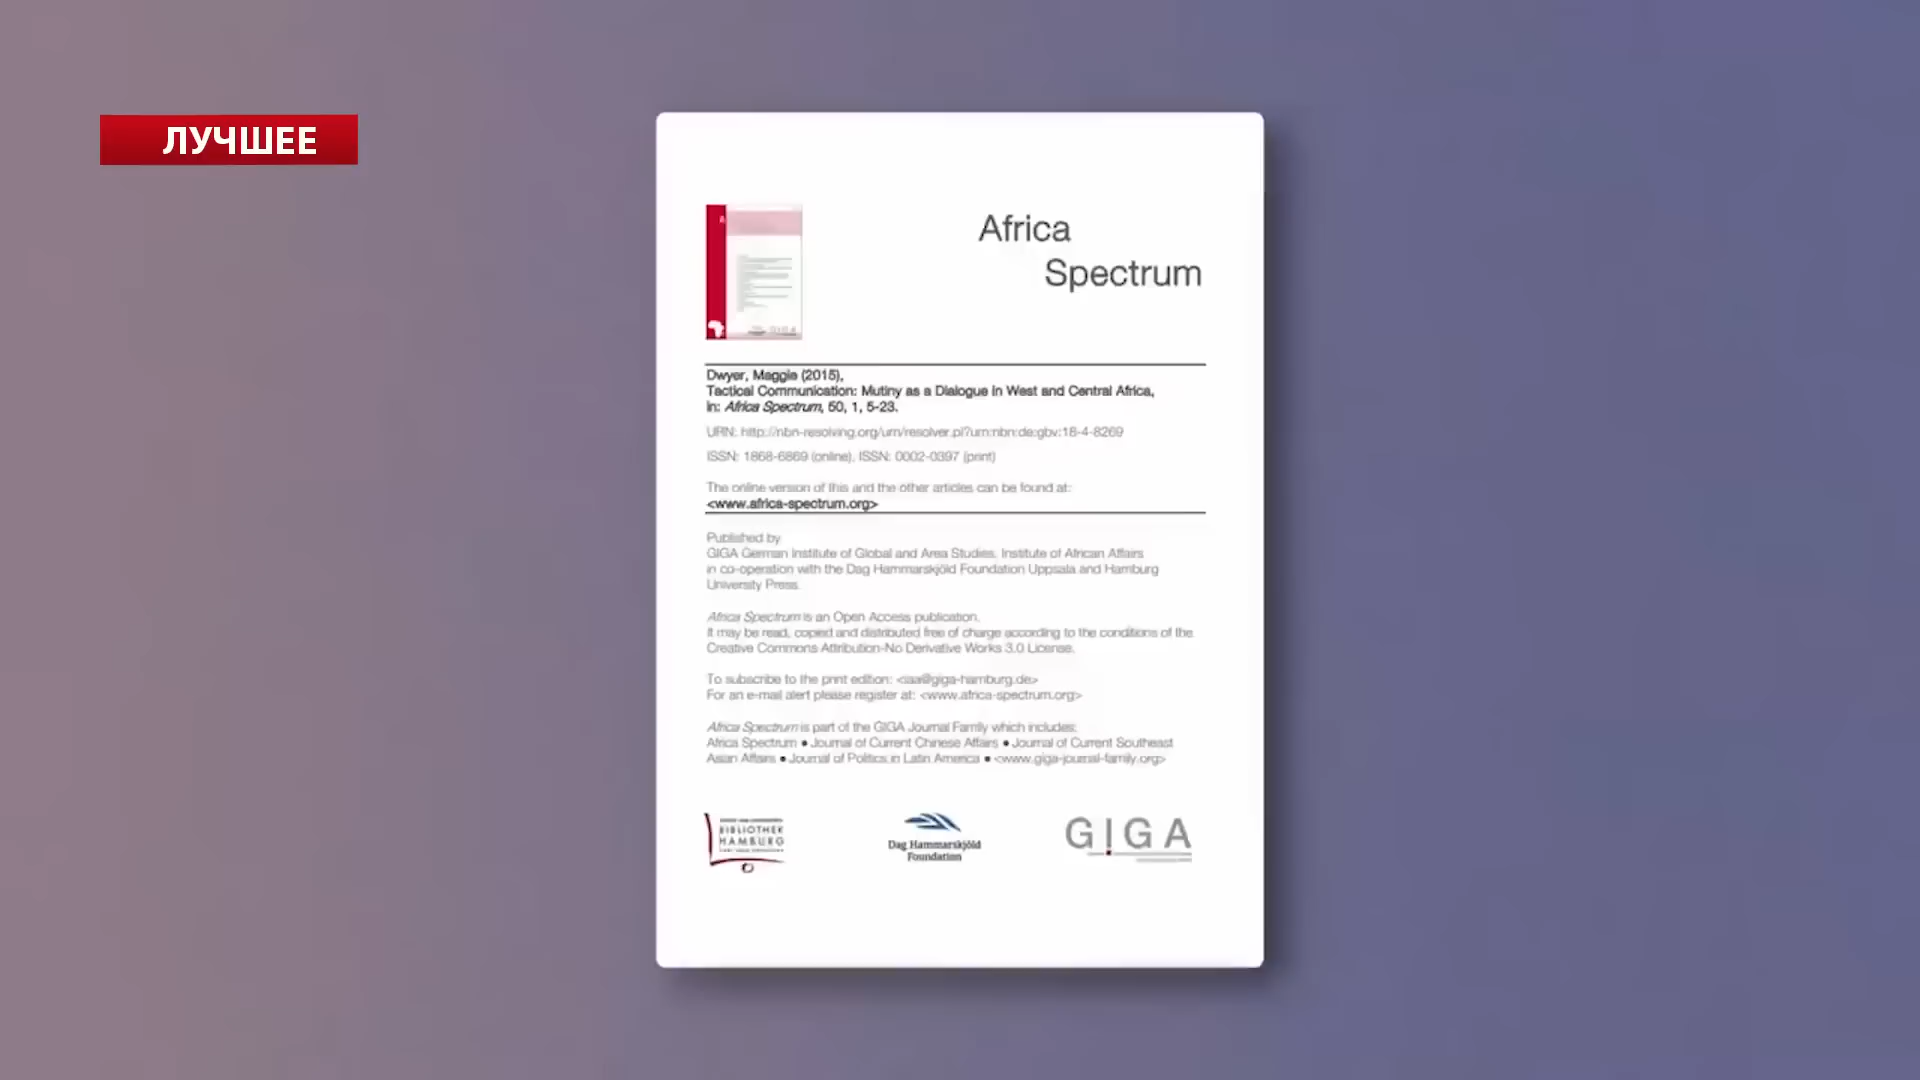 ЛУЧШЕЕ
Africa
Spectrum
Dwyer, Maggie (2015),
Tactical Communication: Mutiny as a Dialogue in West and Central Africa,
in: Africa Spectrum, 50, 1, 5-23.
URN: http://nbn-resolving.org/urn/resolver.pl?urn:nbn:de:gbv:18-4-8269
ISSN: 1868-6869 (online), ISSN: 0002-0397 (print)
The online version of this and the other articles can be found at:
<www.africa-spectrum.org>
Published by
GIGA German Institute of Global and Area Studies, Institute of African Affairs
in co-operation with the Dag Hammarskjöld Foundation Uppsala and Hamburg
University Press.
Africa Spectrum is an Open Access publication.
It may be read, copied and distributed free of charge according to the conditions of the
Creative Commons Attribution-No Derivative Works 3.0 License.
To subscribe to the print edition: <iaa@giga-hamburg.de>
For an e-mail alert please register at: <www.africa-spectrum.org>
Africa Spectrum is part of the GIGA Journal Family which includes:
Africa Spectrum ● Journal of Current Chinese Affairs ● Journal of Current Southeast
Asian Affairs ● Journal of Politics in Latin America ● <www.giga-journal-family.org>
BIBLIOTHEK
HAMBURG
Dag Hammarskjöld
Foundation
GIGA